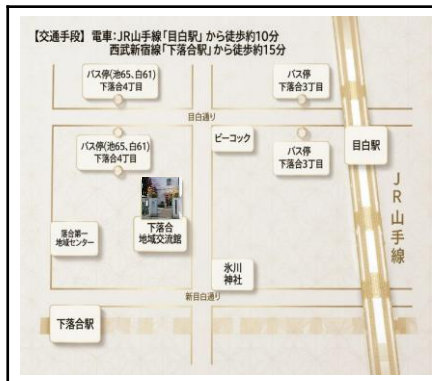 【交通手段】 電車：JR山手線「目白駅」から徒歩約10分
西武新宿線「下落合駅」から徒歩約15分
バス停(池65、白61)
下落合4丁目
バス停
下落合3丁目
目白通り
バス停(池65、白61)
下落合4丁目
ピーコック
バス停
下落合3丁目
目白駅
JR山手線
下落合
地域交流館
落合第一
地域センター
氷川
神社
新目白通り
下落合駅